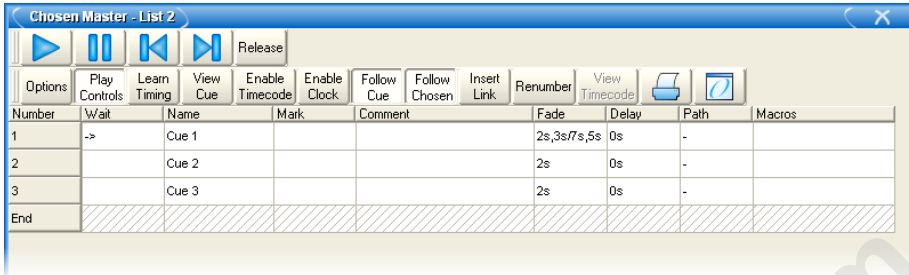 Chosen Master - List 2
Release
Options Play Controls Learn Timing View Cue Enable Timecode Enable Clock Follow Cue Follow Chosen Insert Link Renumber View Timecode
Number Wait Name Mark Comment Fade Delay Path Macros
1 -> Cue 1 2s,3s/7s,5s 0s -
2 Cue 2 2s 0s -
3 Cue 3 2s 0s -
End